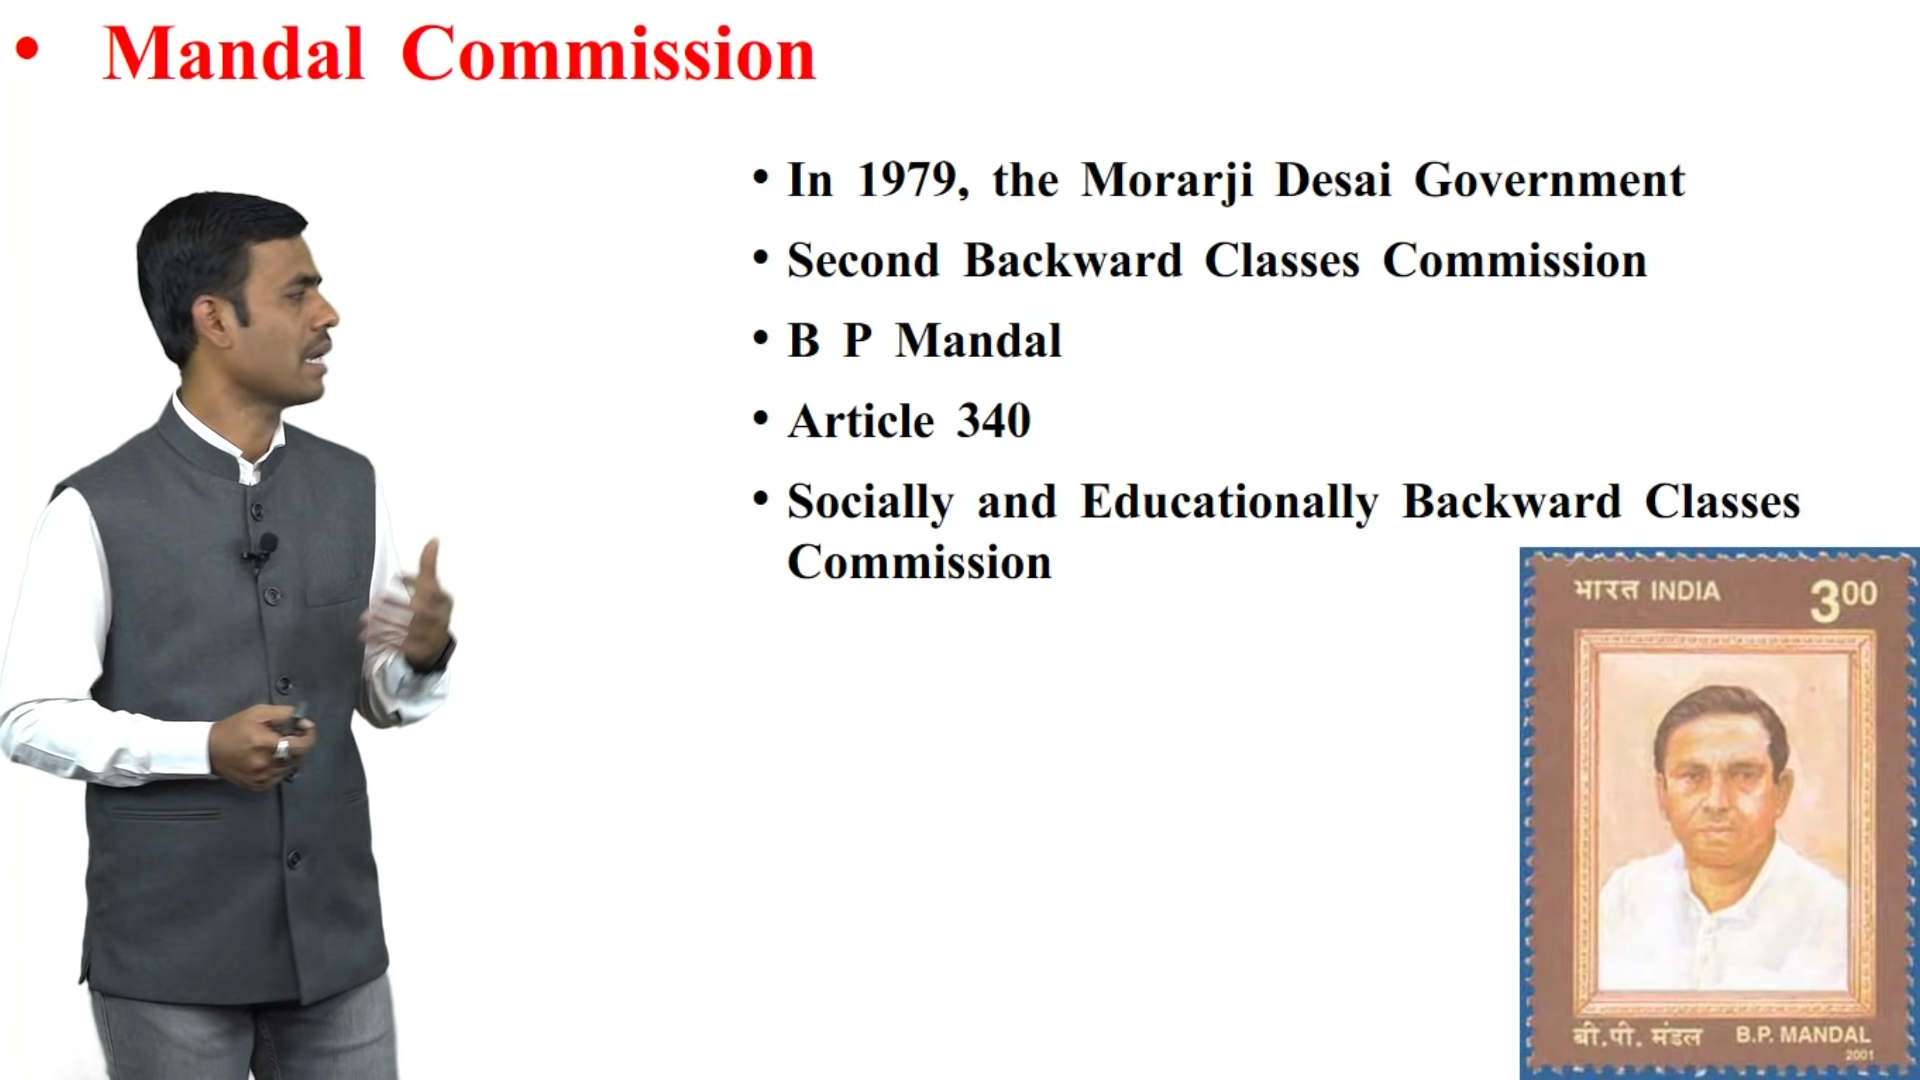 • Mandal Commission
• In 1979, the Morarji Desai Government
• Second Backward Classes Commission
• B P Mandal
• Article 340
• Socially and Educationally Backward Classes
Commission
भारत INDIA 300
बी.पी. मंडल B.P. MANDAL
2001